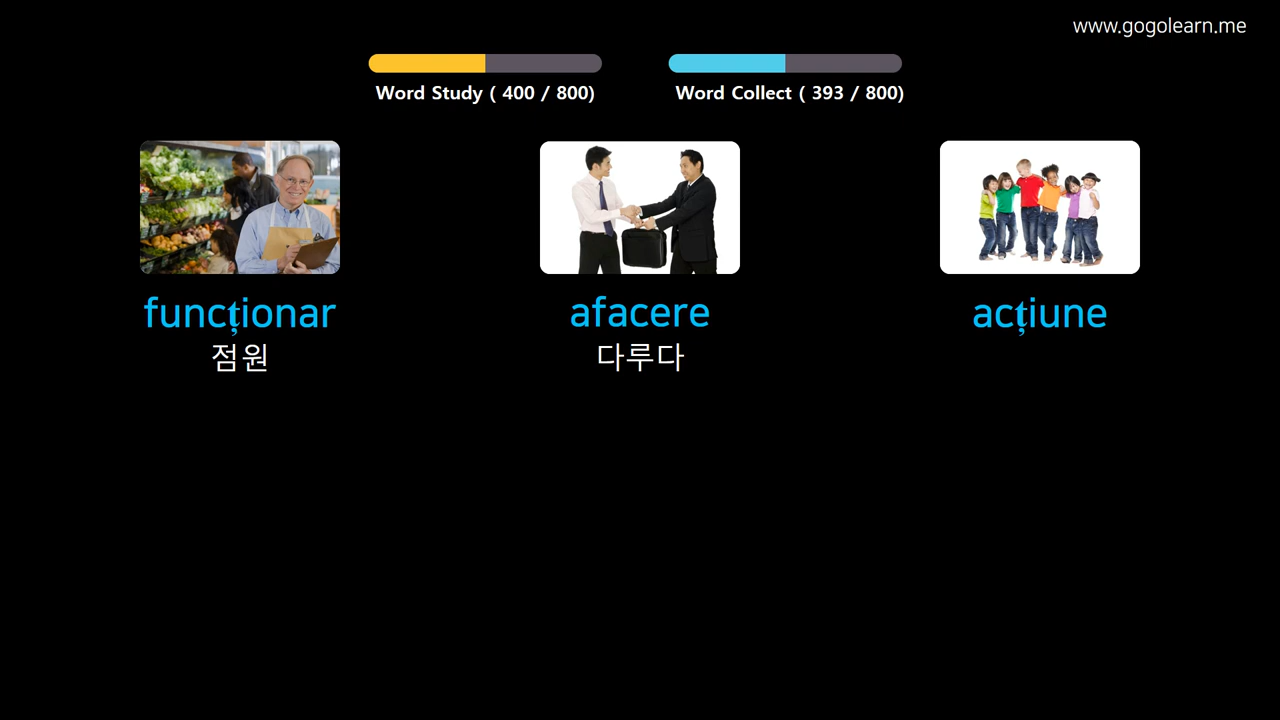 www.gogolearn.me
Word Study ( 400 / 800)
Word Collect ( 393 / 800)
funcționar
afacere
acțiune
점원
다루다